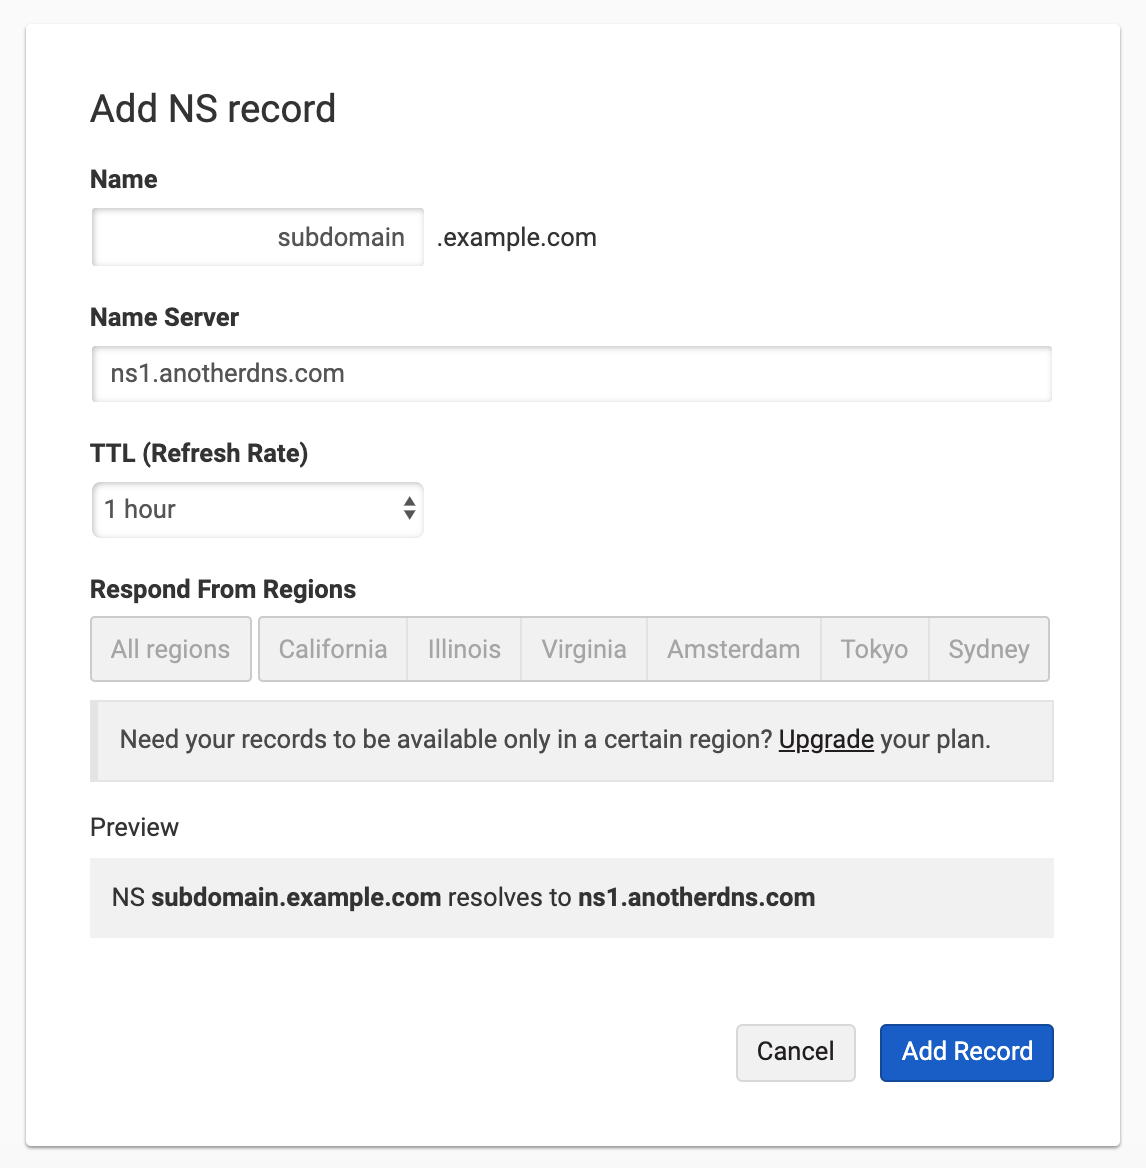 Add NS record
Name
subdomain .example.com
Name Server
ns1.anotherdns.com
TTL (Refresh Rate)
1 hour
Respond From Regions
All regions California Illinois Virginia Amsterdam Tokyo Sydney
Need your records to be available only in a certain region? Upgrade your plan.
Preview
NS subdomain.example.com resolves to ns1.anotherdns.com
Cancel Add Record